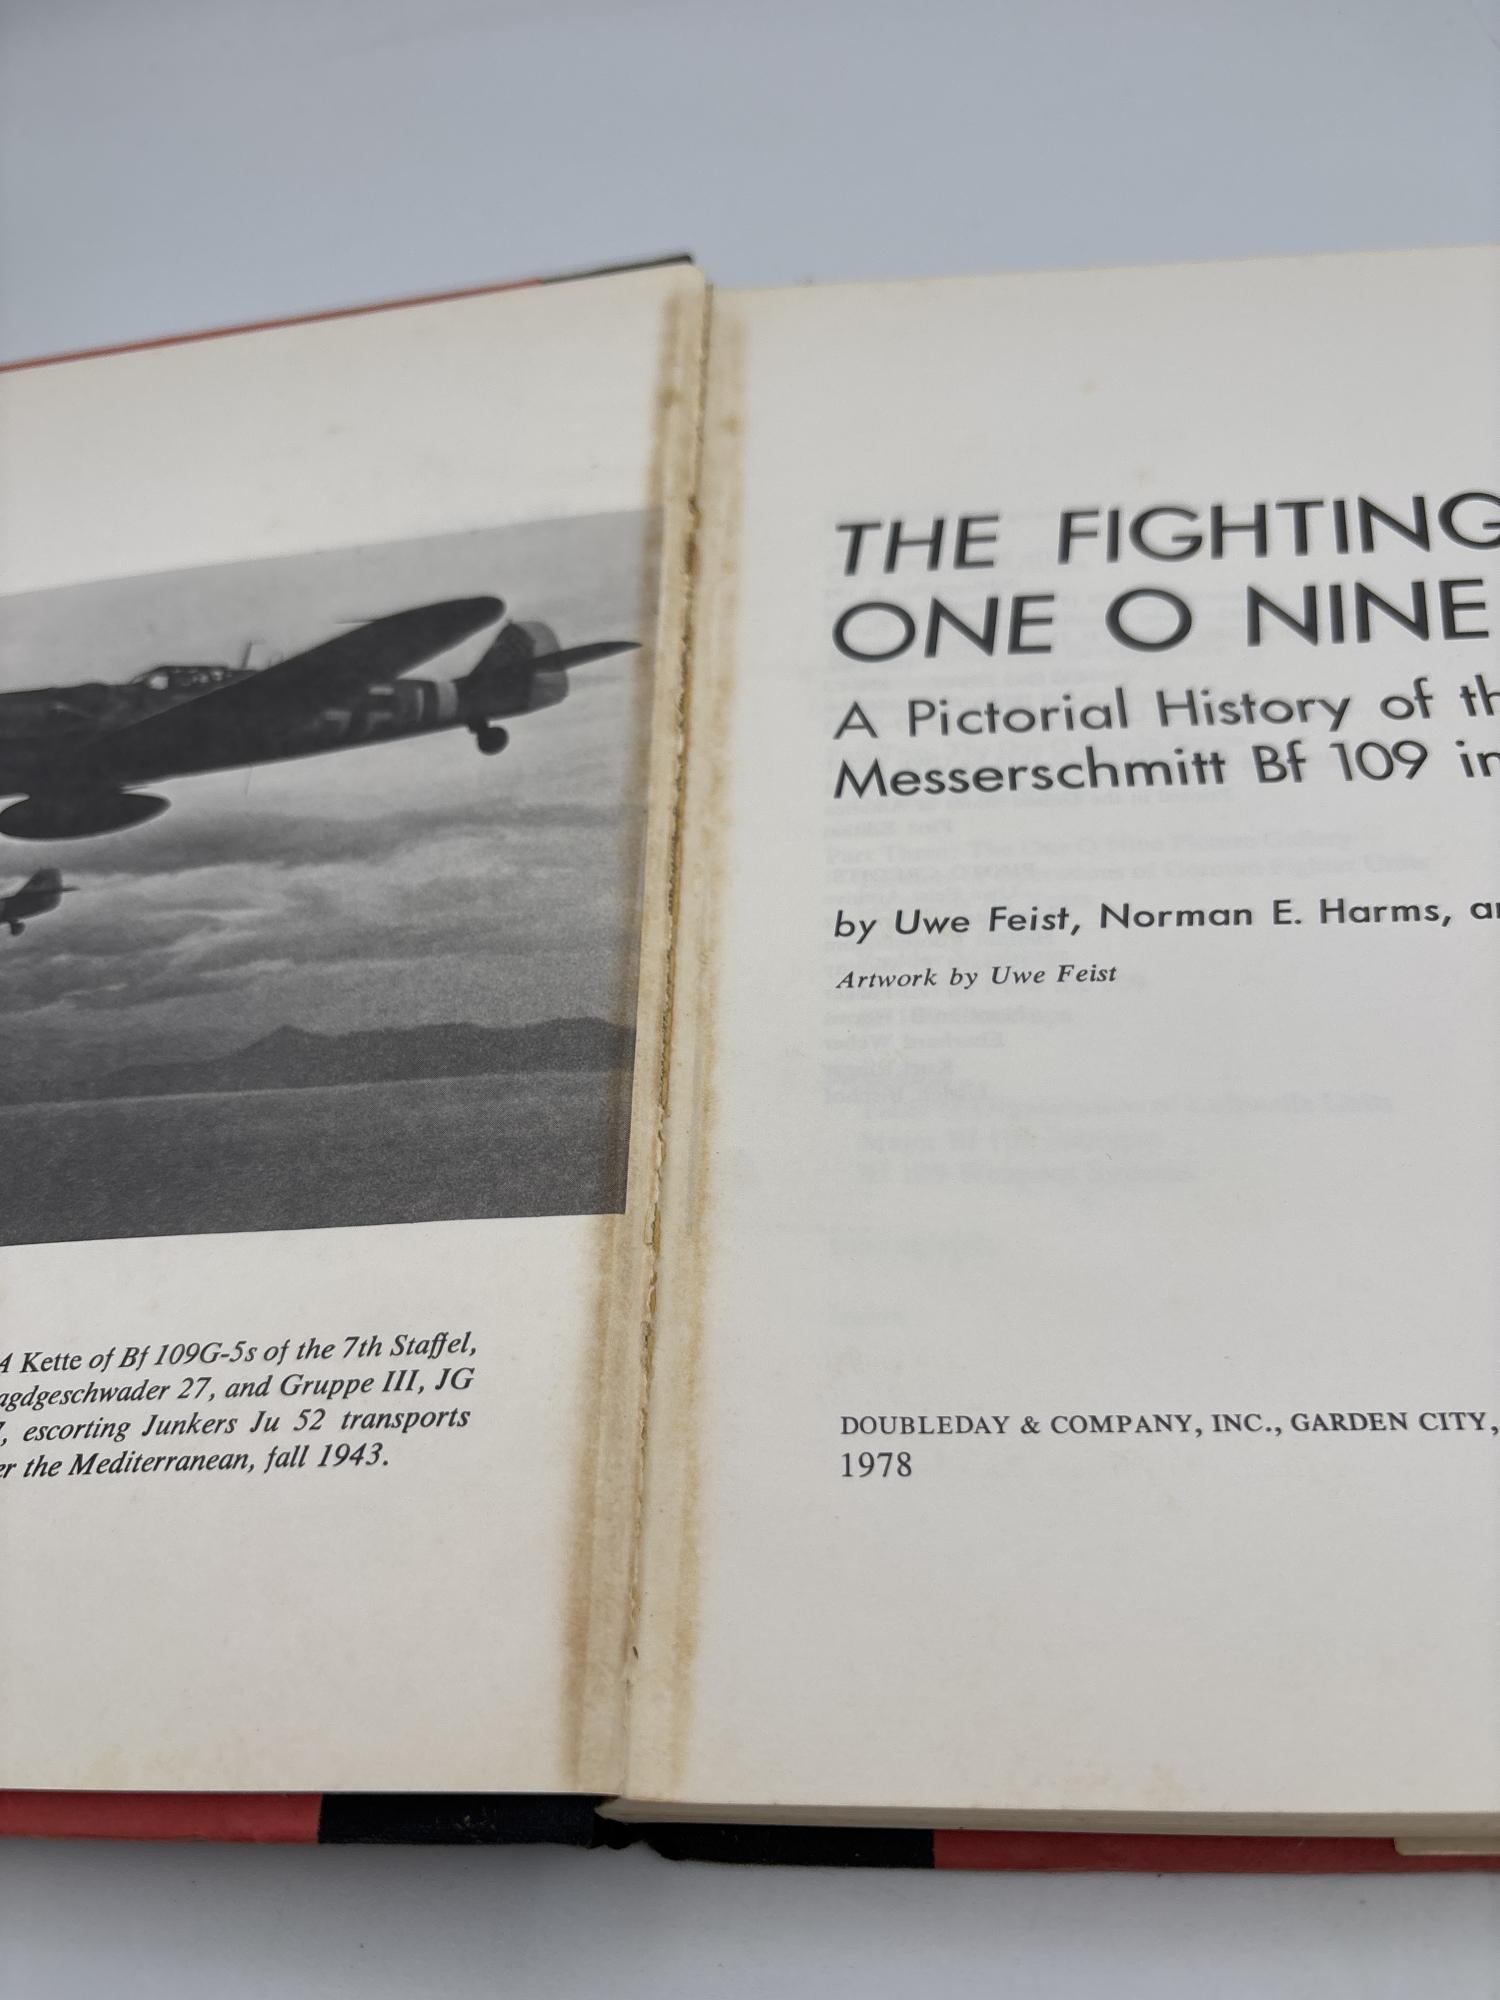 A Kette of Bf 109G-5s of the 7th Staffel,
agdgeschwader 27, and Gruppe III, JG
, escorting Junkers Ju 52 transports
er the Mediterranean, fall 1943.
THE FIGHTING
ONE O NINE
A Pictorial History of th
Messerschmitt Bf 109 in
by Uwe Feist, Norman E. Harms, an
Artwork by Uwe Feist
DOUBLEDAY & COMPANY, INC., GARDEN CITY,
1978